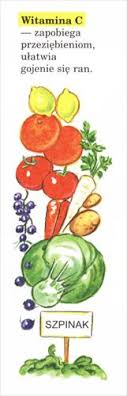 Witamina C
— zapobiega
przeziębieniom,
ułatwia
gojenie się ran.
SZPINAK